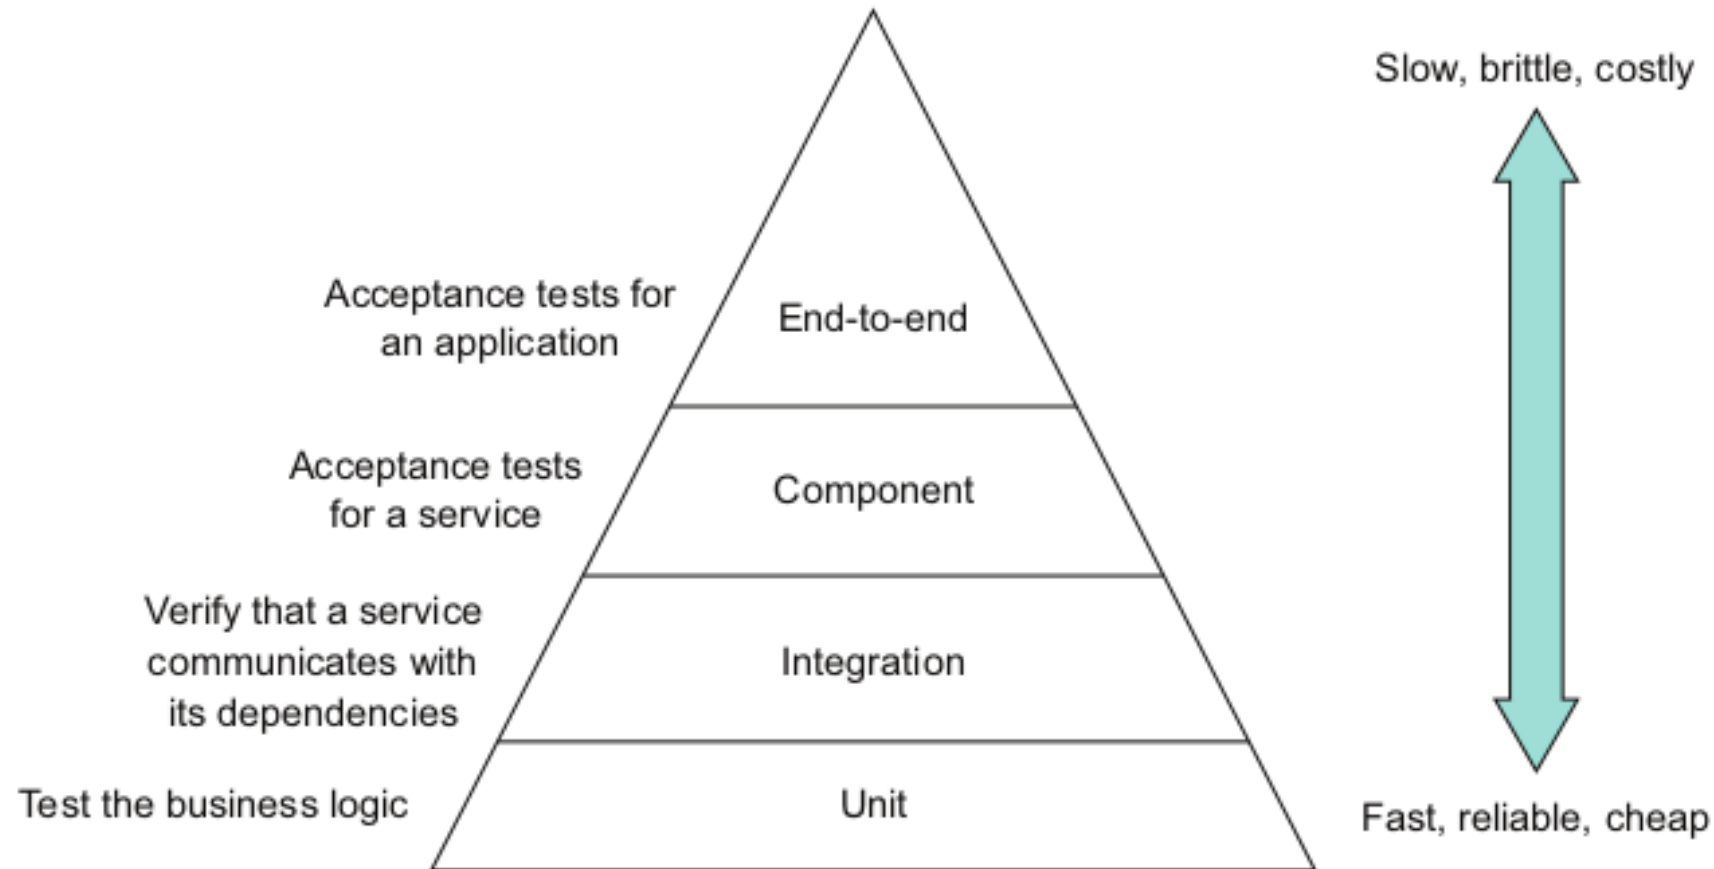 Slow, brittle, costly
Acceptance tests for
an application
End-to-end
Acceptance tests
for a service
Component
Verify that a service
communicates with
its dependencies
Integration
Test the business logic
Unit
Fast, reliable, cheap